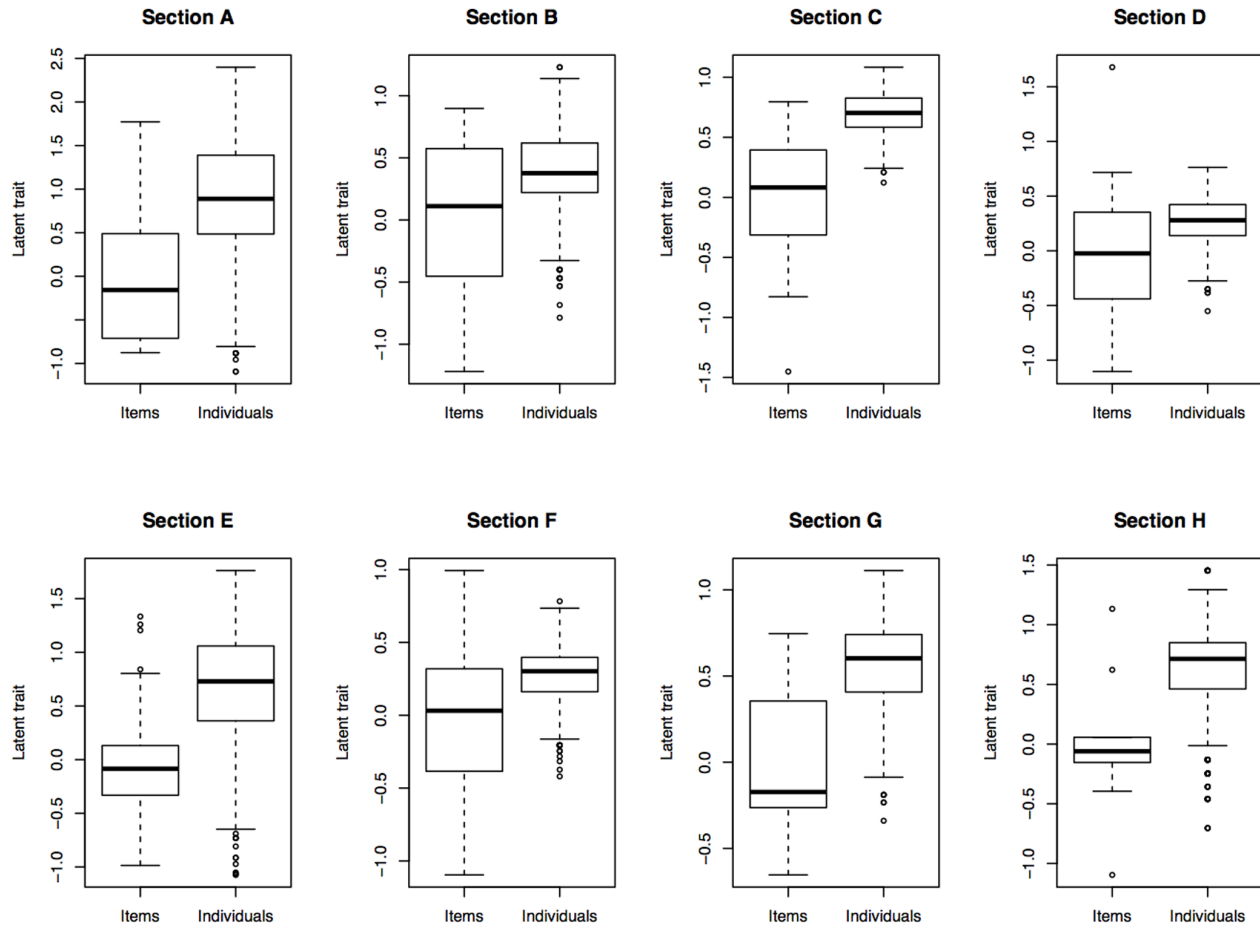 Section A
Latent trait
2.5
2.0
1.5
1.0
0.5
0.0
−1.0
Items Individuals
Section B
Latent trait
1.0
0.5
0.0
−0.5
−1.0
Items Individuals
Section C
Latent trait
1.0
0.5
0.0
−0.5
−1.0
−1.5
Items Individuals
Section D
Latent trait
1.5
1.0
0.5
0.0
−0.5
−1.0
Items Individuals
Section E
Latent trait
1.5
1.0
0.5
0.0
−0.5
−1.0
Items Individuals
Section F
Latent trait
1.0
0.5
0.0
−0.5
−1.0
Items Individuals
Section G
Latent trait
1.0
0.5
0.0
−0.5
Items Individuals
Section H
Latent trait
1.5
1.0
0.5
0.0
−0.5
−1.0
Items Individuals